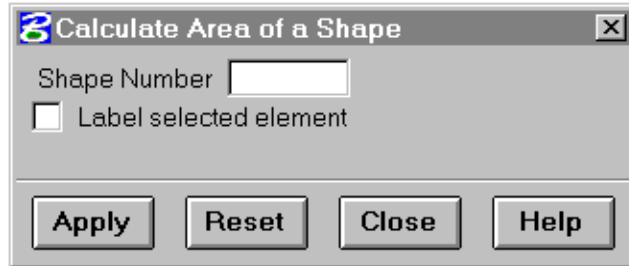 Calculate Area of a Shape
Shape Number
Label selected element
Apply Reset Close Help